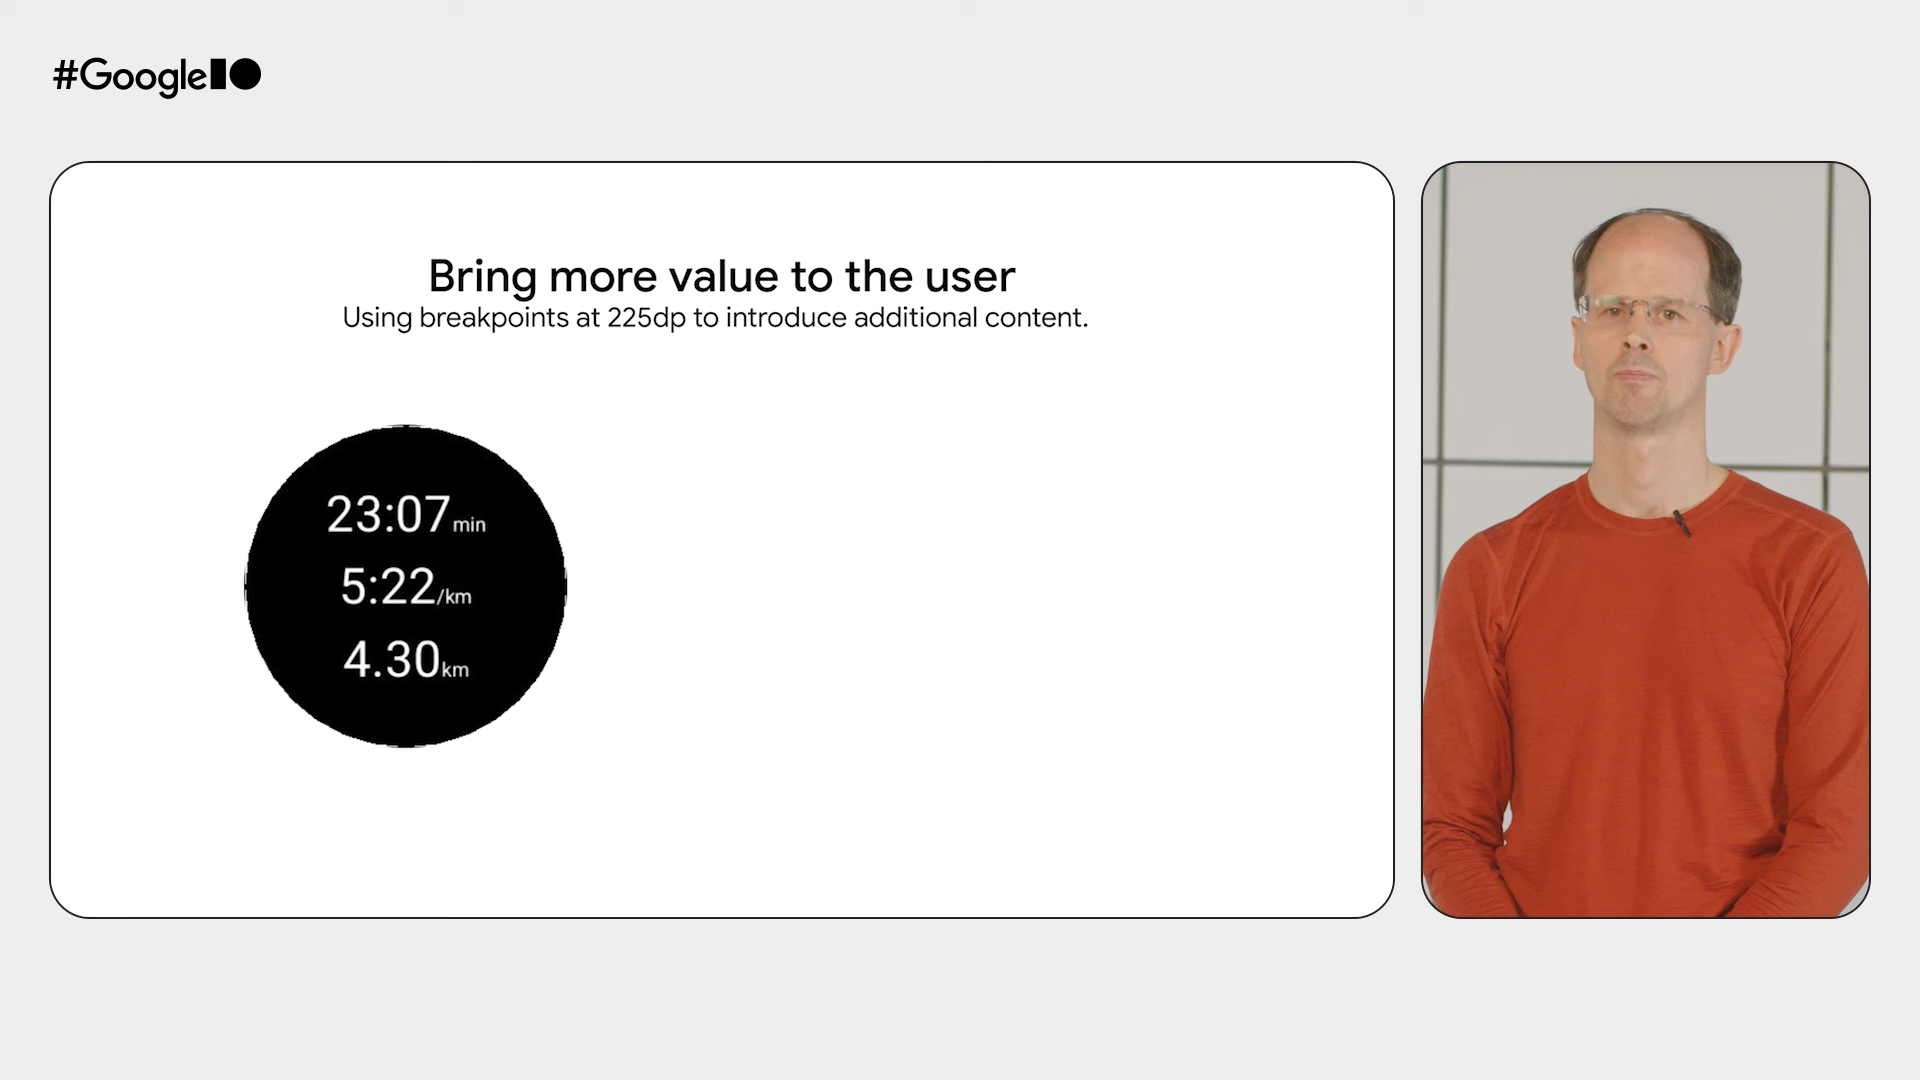 #GoogleIO
Bring more value to the user
Using breakpoints at 225dp to introduce additional content.
23:07min
5:22/km
4.30km